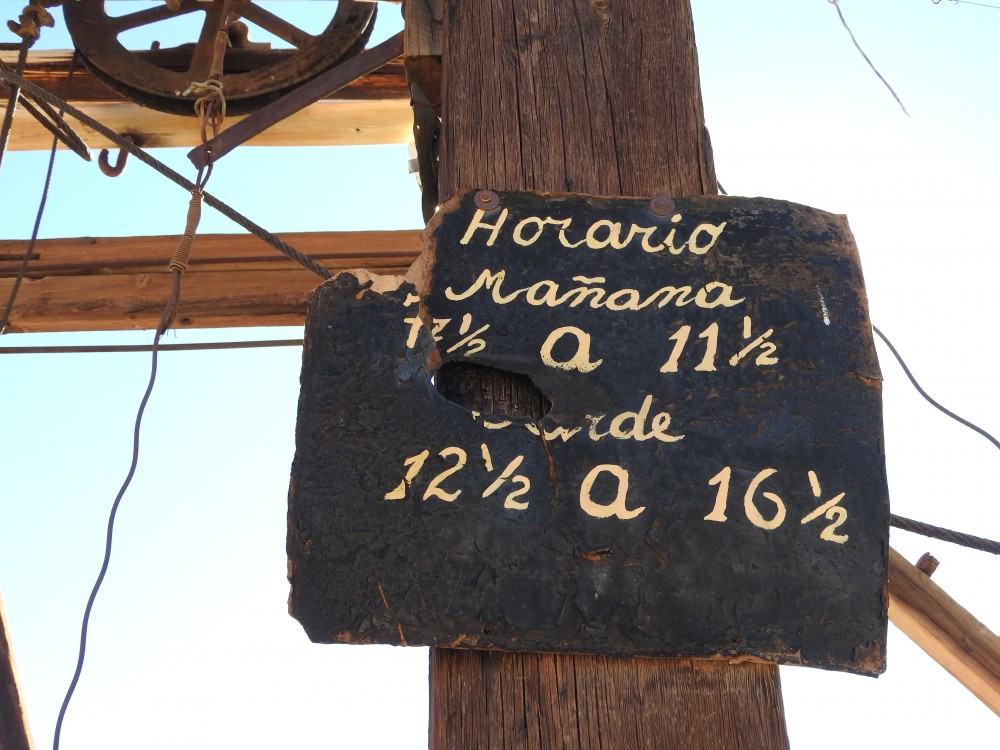 Horario
Mañana
7½ a 11½
12½ a 16½